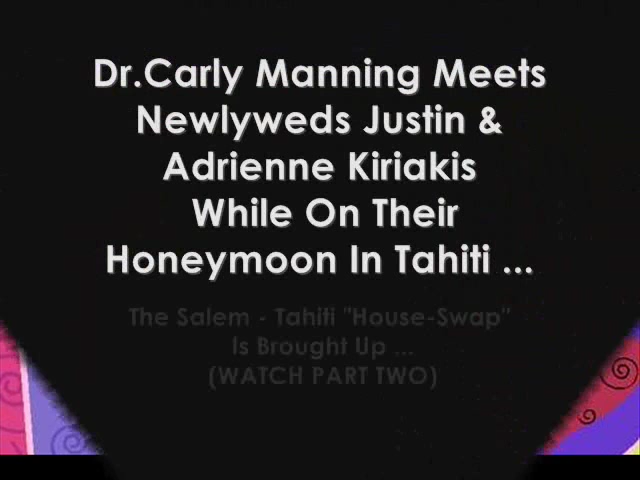 Dr.Carly Manning Meets
Newlyweds Justin &
Adrienne Kiriakis
While On Their
Honeymoon In Tahiti ...
The Salem - Tahiti "House-Swap"
Is Brought Up ...
(WATCH PART TWO)